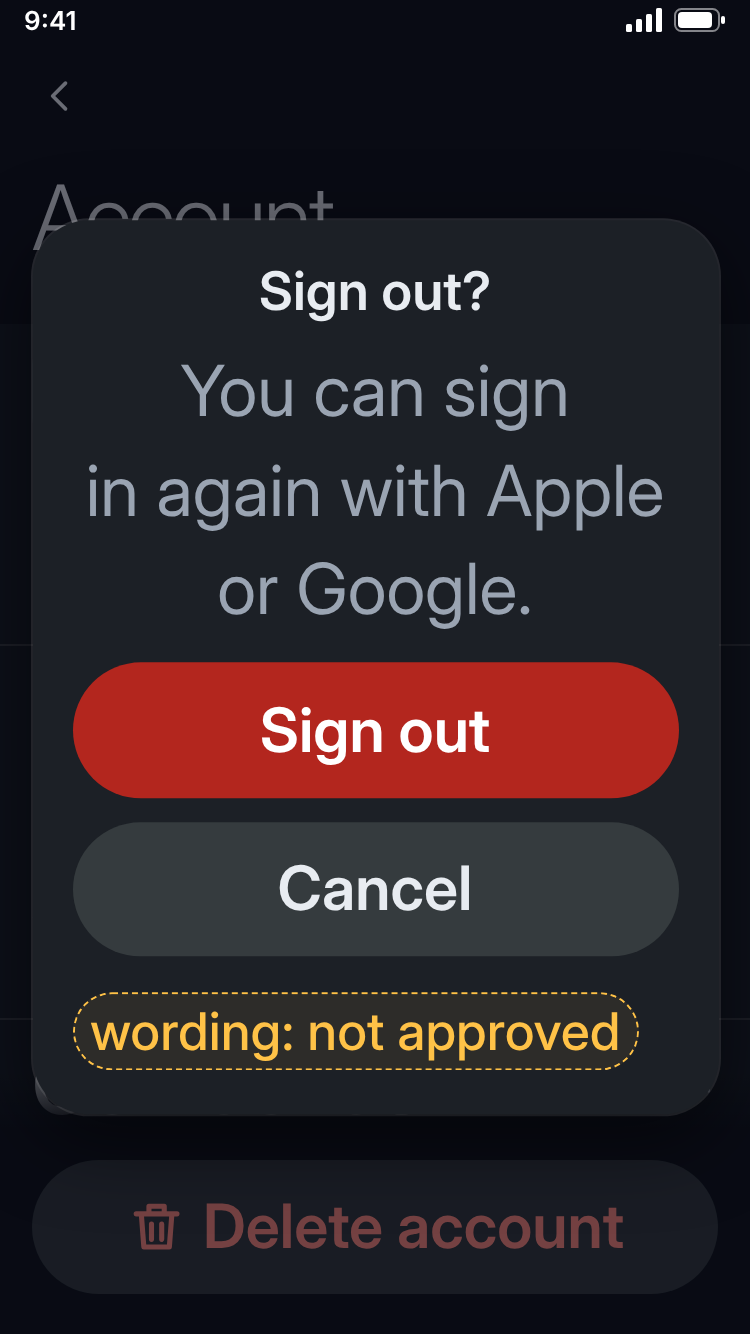 9:41
Account
Sign out?
You can sign
in again with Apple
or Google.
Sign out
Cancel
wording: not approved
Delete account